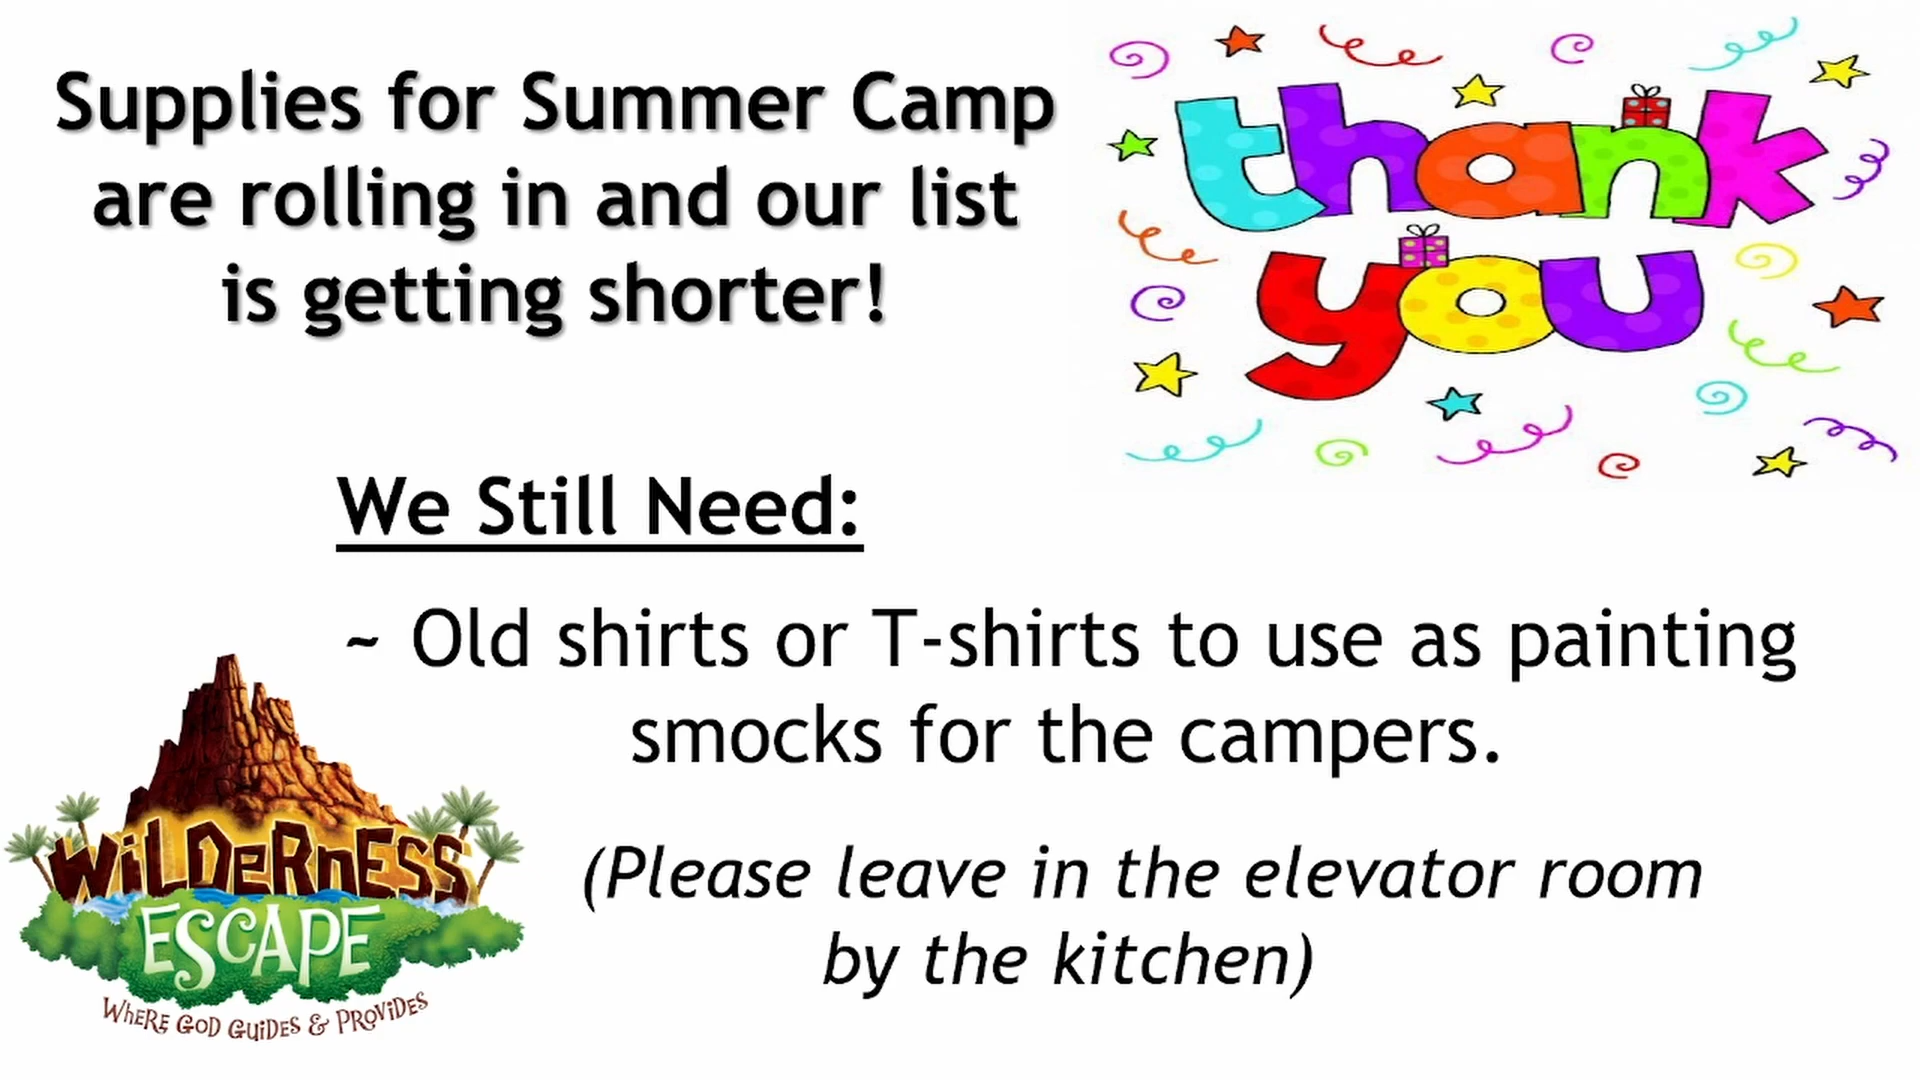 Supplies for Summer Camp
are rolling in and our list
is getting shorter!
thank
you
We Still Need:
~ Old shirts or T-shirts to use as painting
smocks for the campers.
(Please leave in the elevator room
by the kitchen)
WiLDeRnESS
ESCAPE
WhERE GOD GUiDES & PROViDES